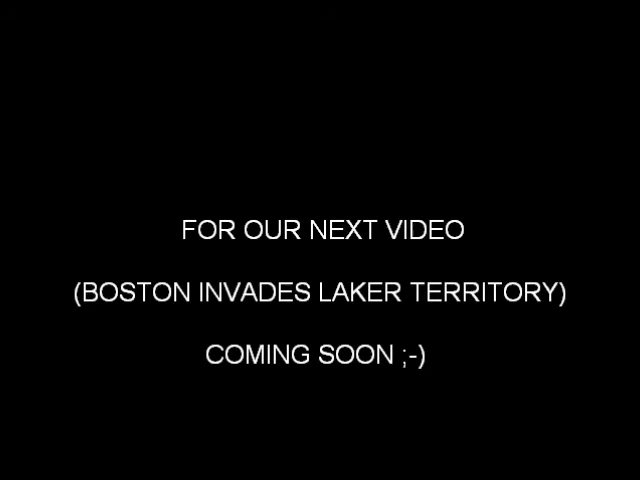 FOR OUR NEXT VIDEO
(BOSTON INVADES LAKER TERRITORY)
COMING SOON ;-)